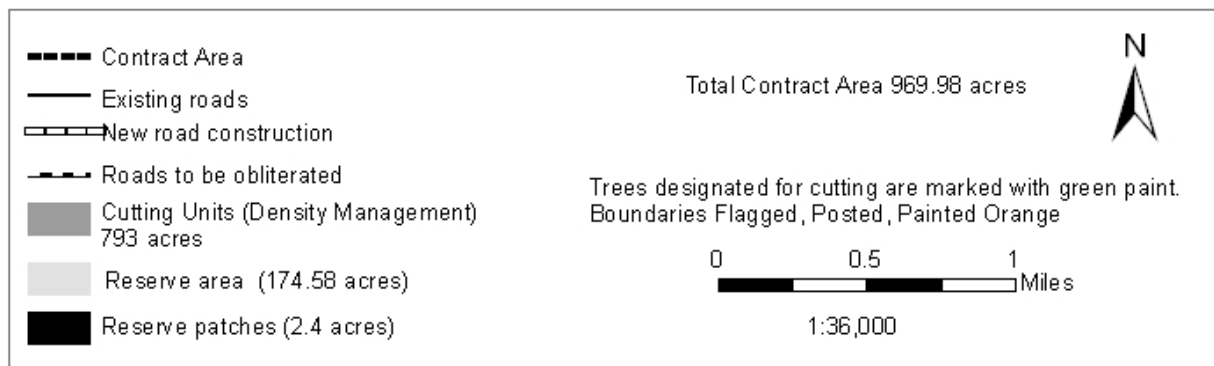 Contract Area
Existing roads
New road construction
Roads to be obliterated
Cutting Units (Density Management)
793 acres
Reserve area (174.58 acres)
Reserve patches (2.4 acres)
Total Contract Area 969.98 acres
N
Trees designated for cutting are marked with green paint.
Boundaries Flagged, Posted, Painted Orange
0 0.5 1
Miles
1:36,000